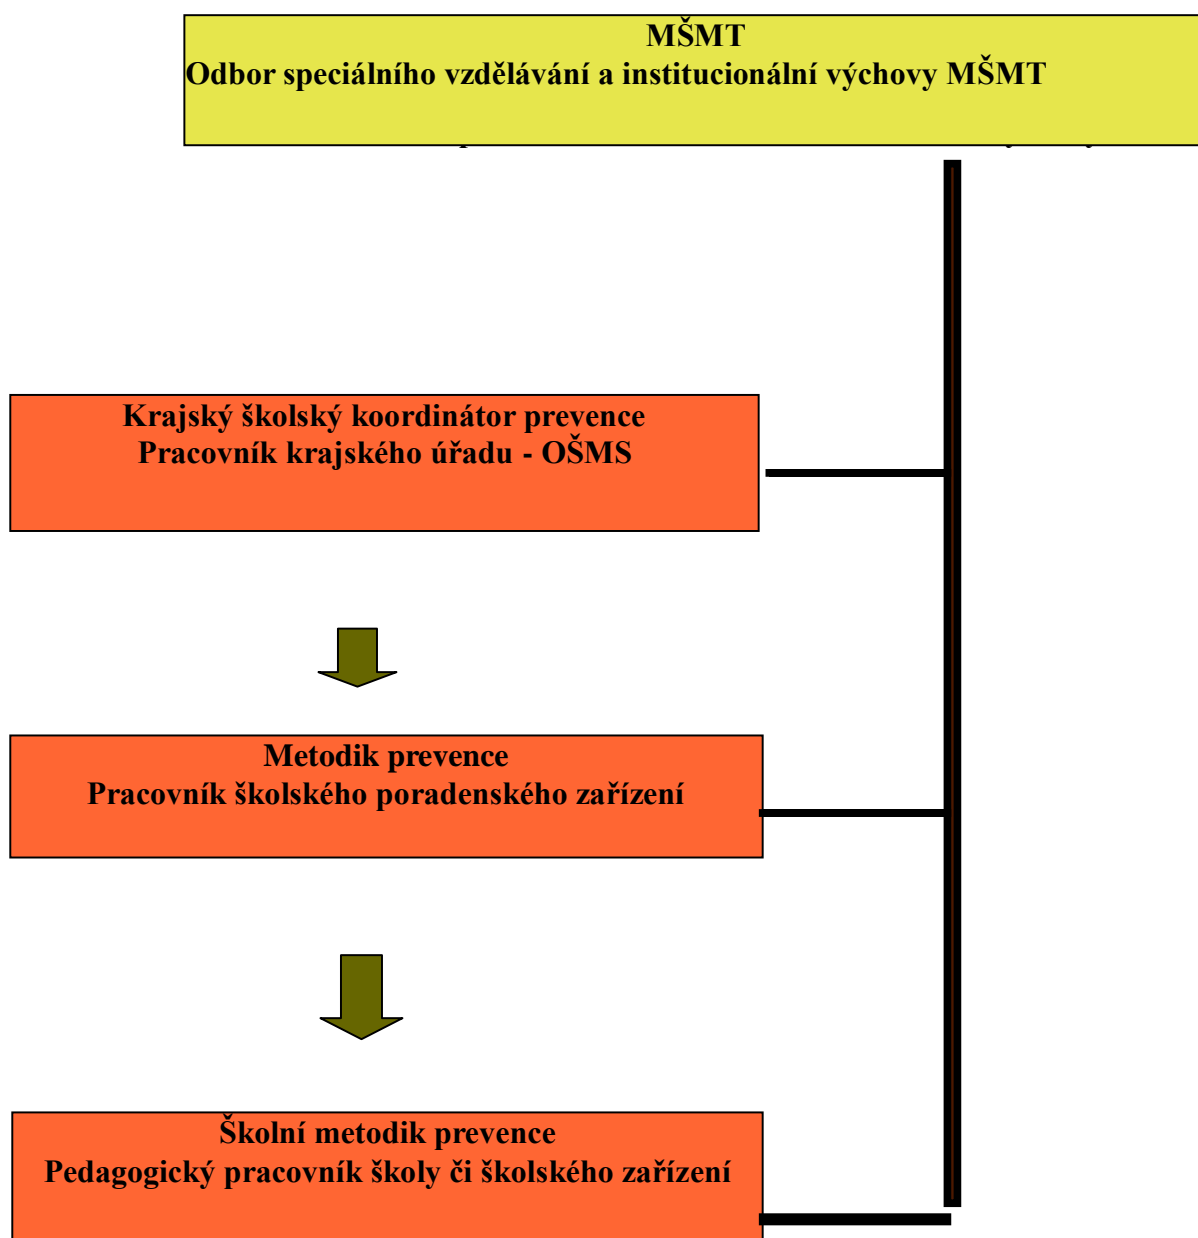 MŠMT
Odbor speciálního vzdělávání a institucionální výchovy MŠMT
Krajský školský koordinátor prevence
Pracovník krajského úřadu - OŠMS
Metodik prevence
Pracovník školského poradenského zařízení
Školní metodik prevence
Pedagogický pracovník školy či školského zařízení